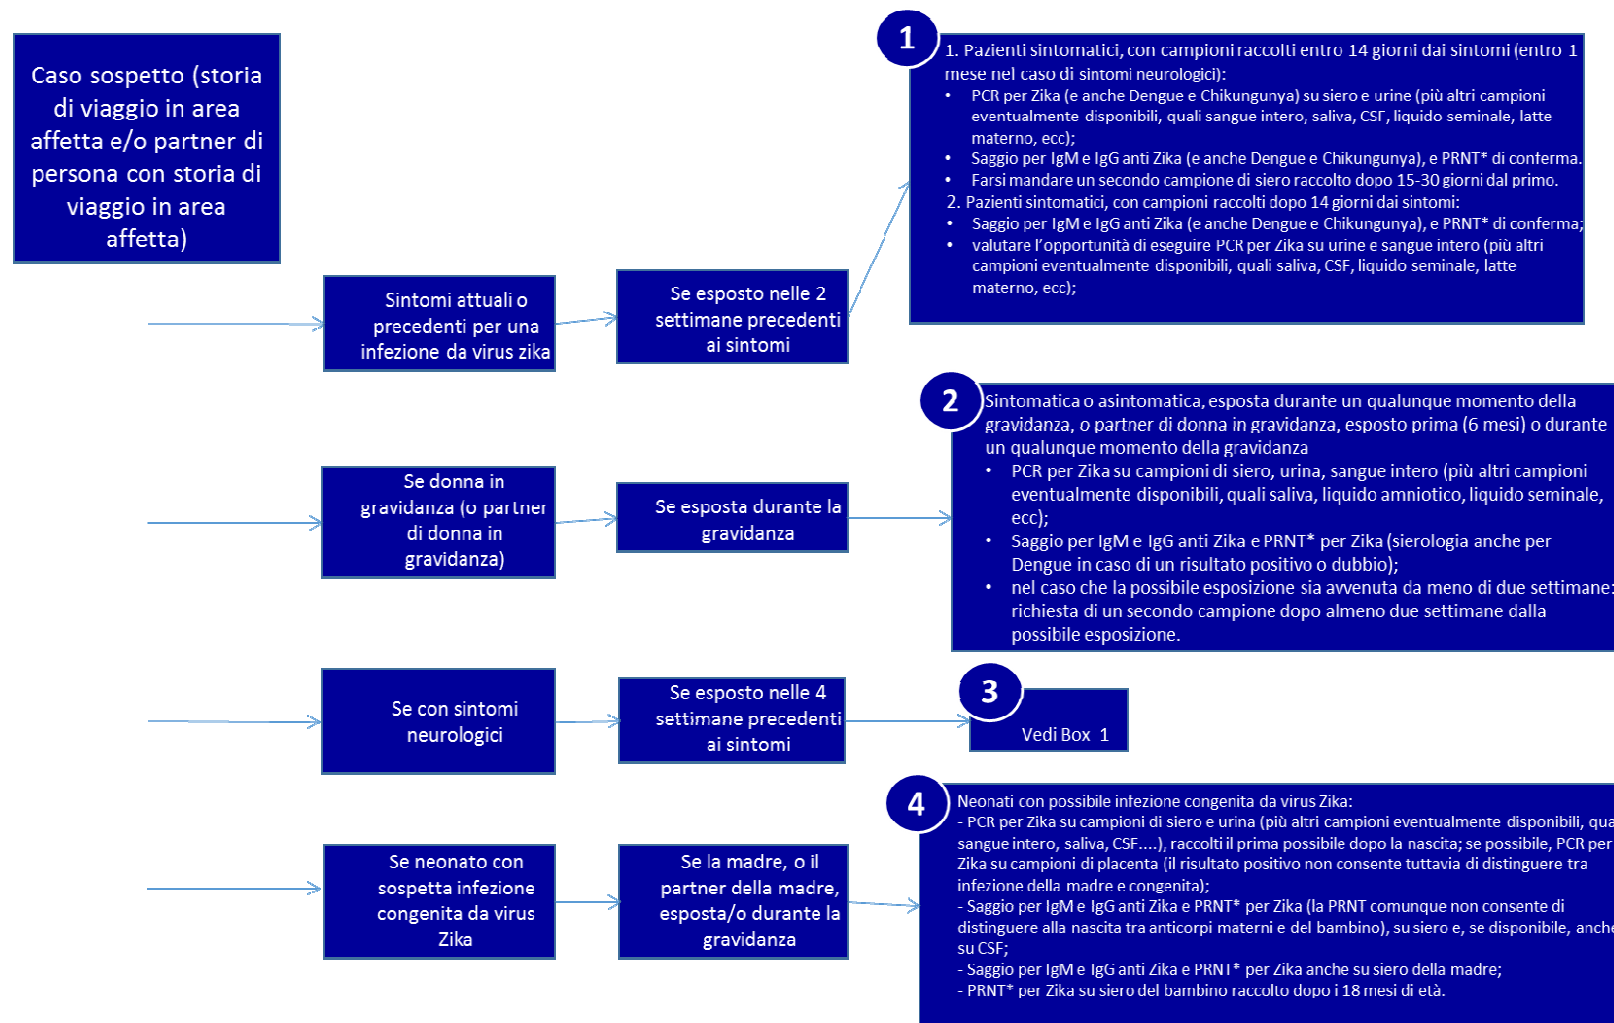 Caso sospetto (storia
di viaggio in area
affetta e/o partner di
persona con storia di
viaggio in area
affetta)
1
1. Pazienti sintomatici, con campioni raccolti entro 14 giorni dai sintomi (entro 1
mese nel caso di sintomi neurologici):
• PCR per Zika (e anche Dengue e Chikungunya) su siero e urine (più altri campioni
eventualmente disponibili, quali sangue intero, saliva, CSF, liquido seminale, latte
materno, ecc);
• Saggio per IgM e IgG anti Zika (e anche Dengue e Chikungunya), e PRNT* di conferma.
• Farsi mandare un secondo campione di siero raccolto dopo 15-30 giorni dal primo.
2. Pazienti sintomatici, con campioni raccolti dopo 14 giorni dai sintomi:
• Saggio per IgM e IgG anti Zika (e anche Dengue e Chikungunya), e PRNT* di conferma;
• valutare l'opportunità di eseguire PCR per Zika su urine e sangue intero (più altri
campioni eventualmente disponibili, quali saliva, CSF, liquido seminale, latte
materno, ecc);
Sintomi attuali o
precedenti per una
infezione da virus zika
Se esposto nelle 2
settimane precedenti
ai sintomi
2
Sintomatica o asintomatica, esposta durante un qualunque momento della
gravidanza, o partner di donna in gravidanza, esposto prima (6 mesi) o durante
un qualunque momento della gravidanza
• PCR per Zika su campioni di siero, urina, sangue intero (più altri campioni
eventualmente disponibili, quali saliva, liquido amniotico, liquido seminale,
ecc);
• Saggio per IgM e IgG anti Zika e PRNT* per Zika (sierologia anche per
Dengue in caso di un risultato positivo o dubbio);
• nel caso che la possibile esposizione sia avvenuta da meno di due settimane:
richiesta di un secondo campione dopo almeno due settimane dalla
possibile esposizione.
Se donna in
gravidanza (o partner
di donna in
gravidanza)
Se esposta durante la
gravidanza
Se con sintomi
neurologici
Se esposto nelle 4
settimane precedenti
ai sintomi
3
Vedi Box 1
4
Neonati con possibile infezione congenita da virus Zika:
- PCR per Zika su campioni di siero e urina (più altri campioni eventualmente disponibili,
sangue intero, saliva, CSF....), raccolti il prima possibile dopo la nascita; se possibile, PCR per
Zika su campioni di placenta (il risultato positivo non consente tuttavia di distinguere tra
infezione della madre e congenita);
- Saggio per IgM e IgG anti Zika e PRNT* per Zika (la PRNT comunque non consente di
distinguere alla nascita tra anticorpi materni e del bambino), su siero e, se disponibile, anche
su CSF;
- Saggio per IgM e IgG anti Zika e PRNT* per Zika anche su siero della madre;
- PRNT* per Zika su siero del bambino raccolto dopo i 18 mesi di età.
Se neonato con
sospetta infezione
congenita da virus
Zika
Se la madre, o il
partner della madre,
esposta/o durante la
gravidanza